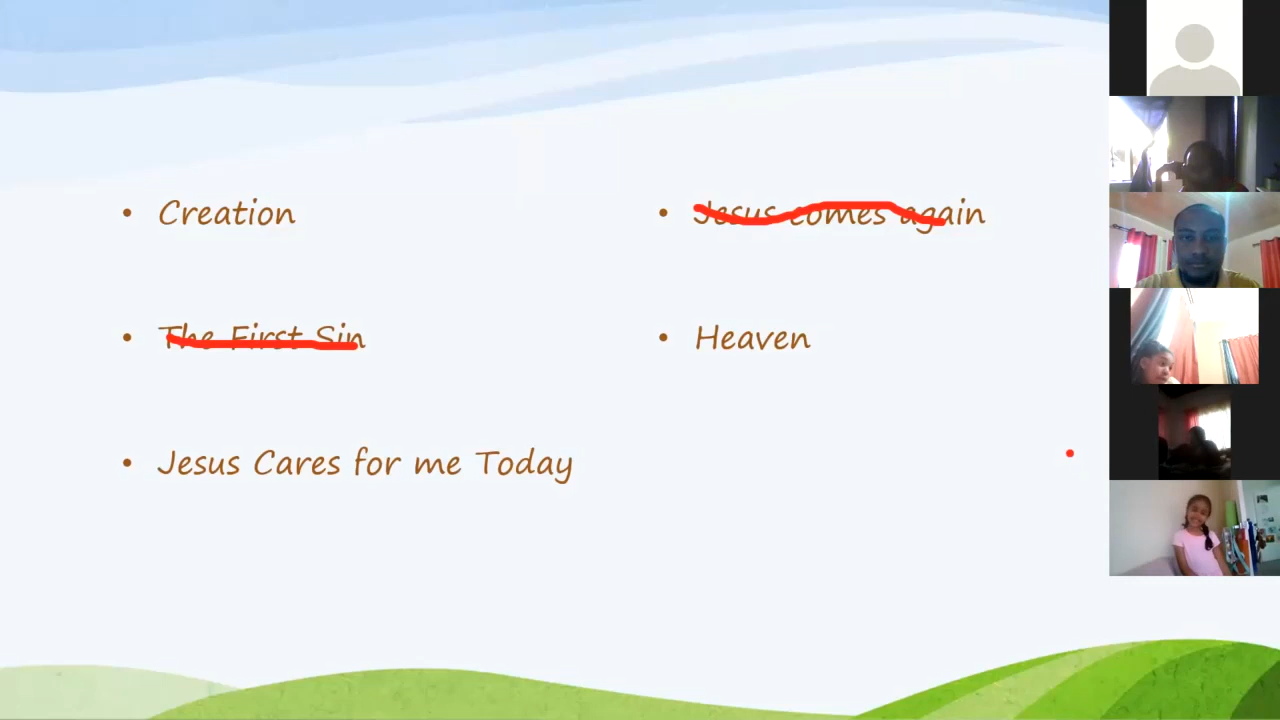 Creation
The First Sin
Jesus Cares for me Today
Jesus comes again
Heaven